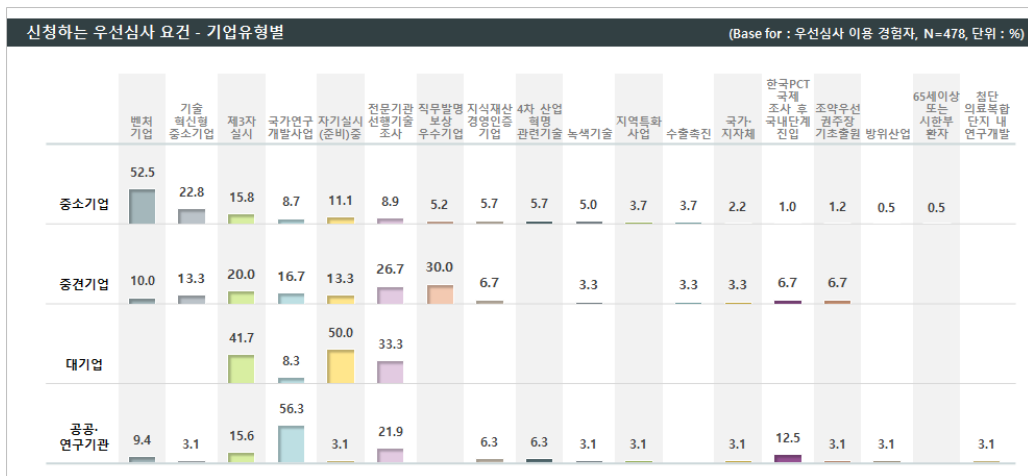 신청하는 우선심사 요건 - 기업유형별
(Base for : 우선심사 이용 경험자, N=478, 단위 : %)
벤처
기업
기술
혁신형
중소기업
제3자
실시
국가연구
개발사업
자기실시
(준비)중
전문기관
선행기술
조사
직무발명
보상
우수기업
지식재산
경영인증
기업
4차 산업
혁명
관련기술
녹색기술
지역특화
사업
수출촉진
국가·
지자체
한국PCT
국제
조사 후
국내단계
진입
조약우선
권주장
기초출원
방위산업
65세이상
또는
시한부
환자
첨단
의료복합
단지 내
연구개발
중소기업
52.5 22.8 15.8 8.7 11.1 8.9 5.2 5.7 5.7 5.0 3.7 3.7 2.2 1.0 1.2 0.5 0.5
중견기업
10.0 13.3 20.0 16.7 13.3 26.7 30.0 6.7 3.3 3.3 3.3 6.7 6.7
대기업
41.7 8.3 50.0 33.3
공공·
연구기관
9.4 3.1 15.6 56.3 3.1 21.9 6.3 6.3 3.1 3.1 3.1 12.5 3.1 3.1 3.1